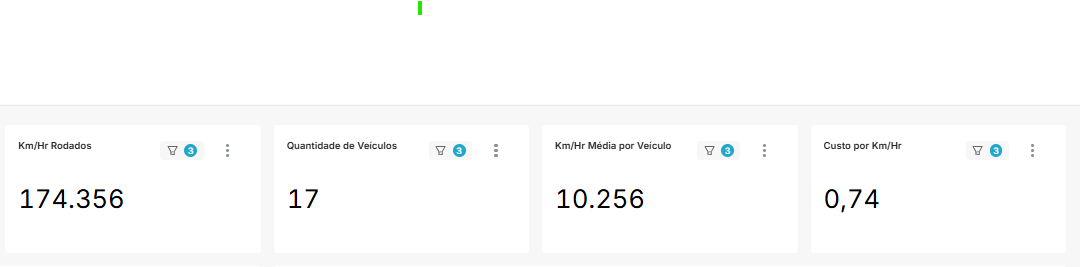 Km/Hr Rodados 3
174.356
Quantidade de Veículos 3
17
Km/Hr Média por Veículo 3
10.256
Custo por Km/Hr 3
0,74